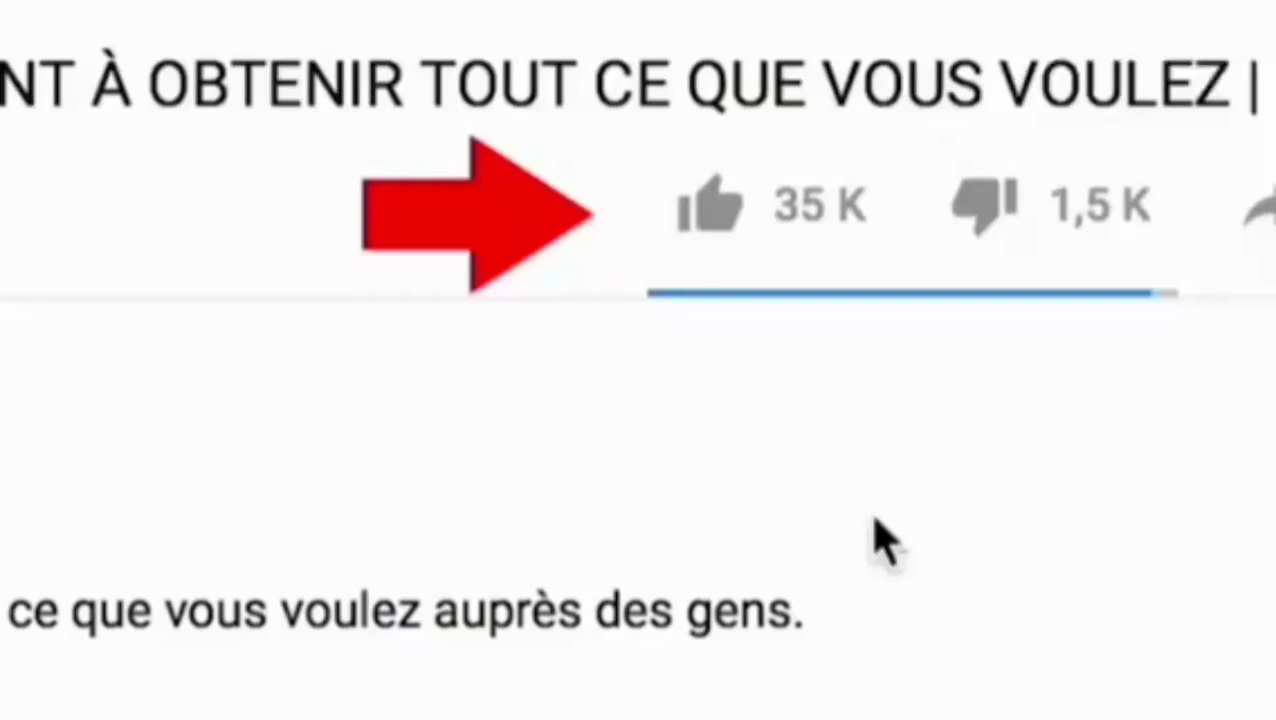 NT À OBTENIR TOUT CE QUE VOUS VOULEZ |
35 K 1,5 K
ce que vous voulez auprès des gens.